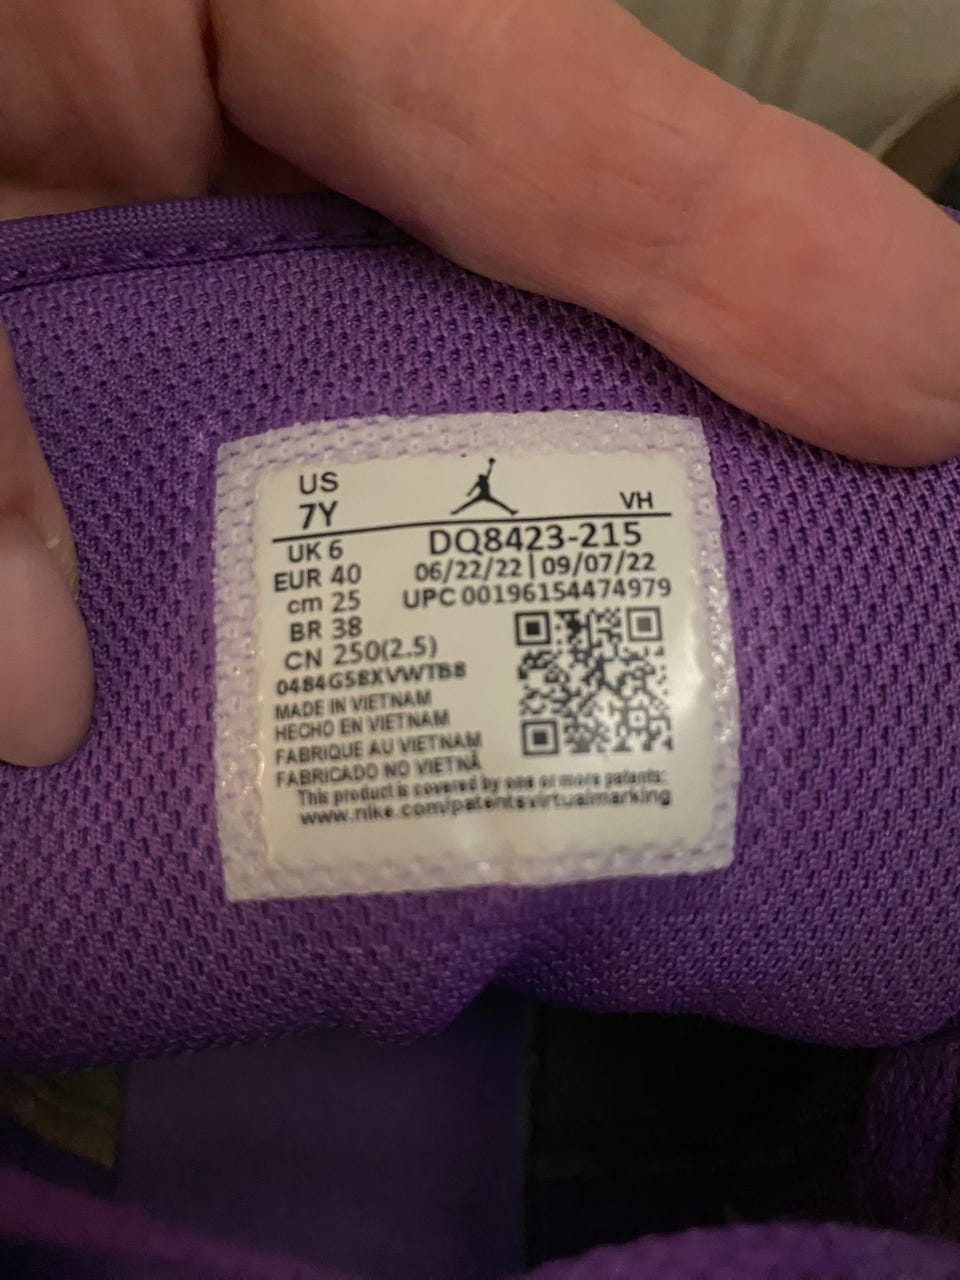 US
7Y
VH
UK 6
DQ8423-215
EUR 40
06/22/22 | 09/07/22
cm 25
UPC 00196154474979
BR 38
CN 250(2.5)
0484G5BXVWTB8
MADE IN VIETNAM
HECHO EN VIETNAM
FABRIQUE AU VIETNAM
FABRICADO NO VIETNÃ
This product is covered by one or more patents:
www.nike.com/patentsvirtualmarking